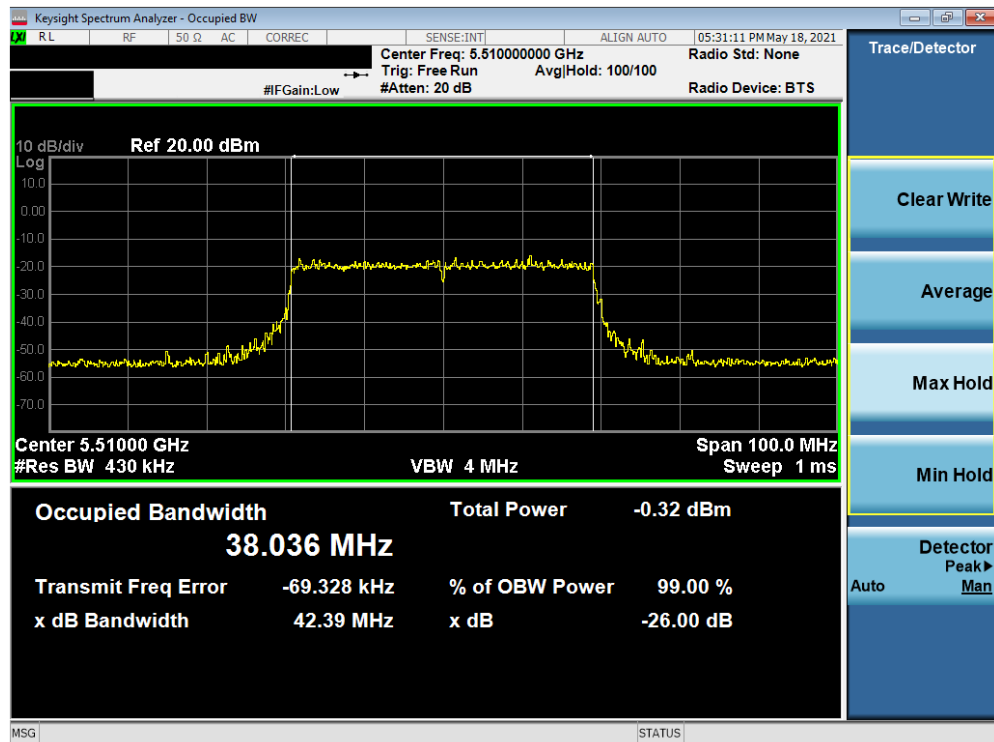 Keysight Spectrum Analyzer - Occupied BW
LXI RL RF 50 Ω AC CORREC SENSE:INT ALIGN AUTO 05:31:11 PM May 18, 2021
Center Freq: 5.510000000 GHz Radio Std: None
Trig: Free Run Avg|Hold: 100/100
#IFGain:Low #Atten: 20 dB Radio Device: BTS
10 dB/div Ref 20.00 dBm
Log
10.0
0.00
-10.0
-20.0
-30.0
-40.0
-50.0
-60.0
-70.0
Center 5.51000 GHz Span 100.0 MHz
#Res BW 430 kHz VBW 4 MHz Sweep 1 ms
Occupied Bandwidth Total Power -0.32 dBm
38.036 MHz
Transmit Freq Error -69.328 kHz % of OBW Power 99.00 %
x dB Bandwidth 42.39 MHz x dB -26.00 dB
MSG STATUS
Trace/Detector
Clear Write
Average
Max Hold
Min Hold
Detector
Peak▶
Auto Man